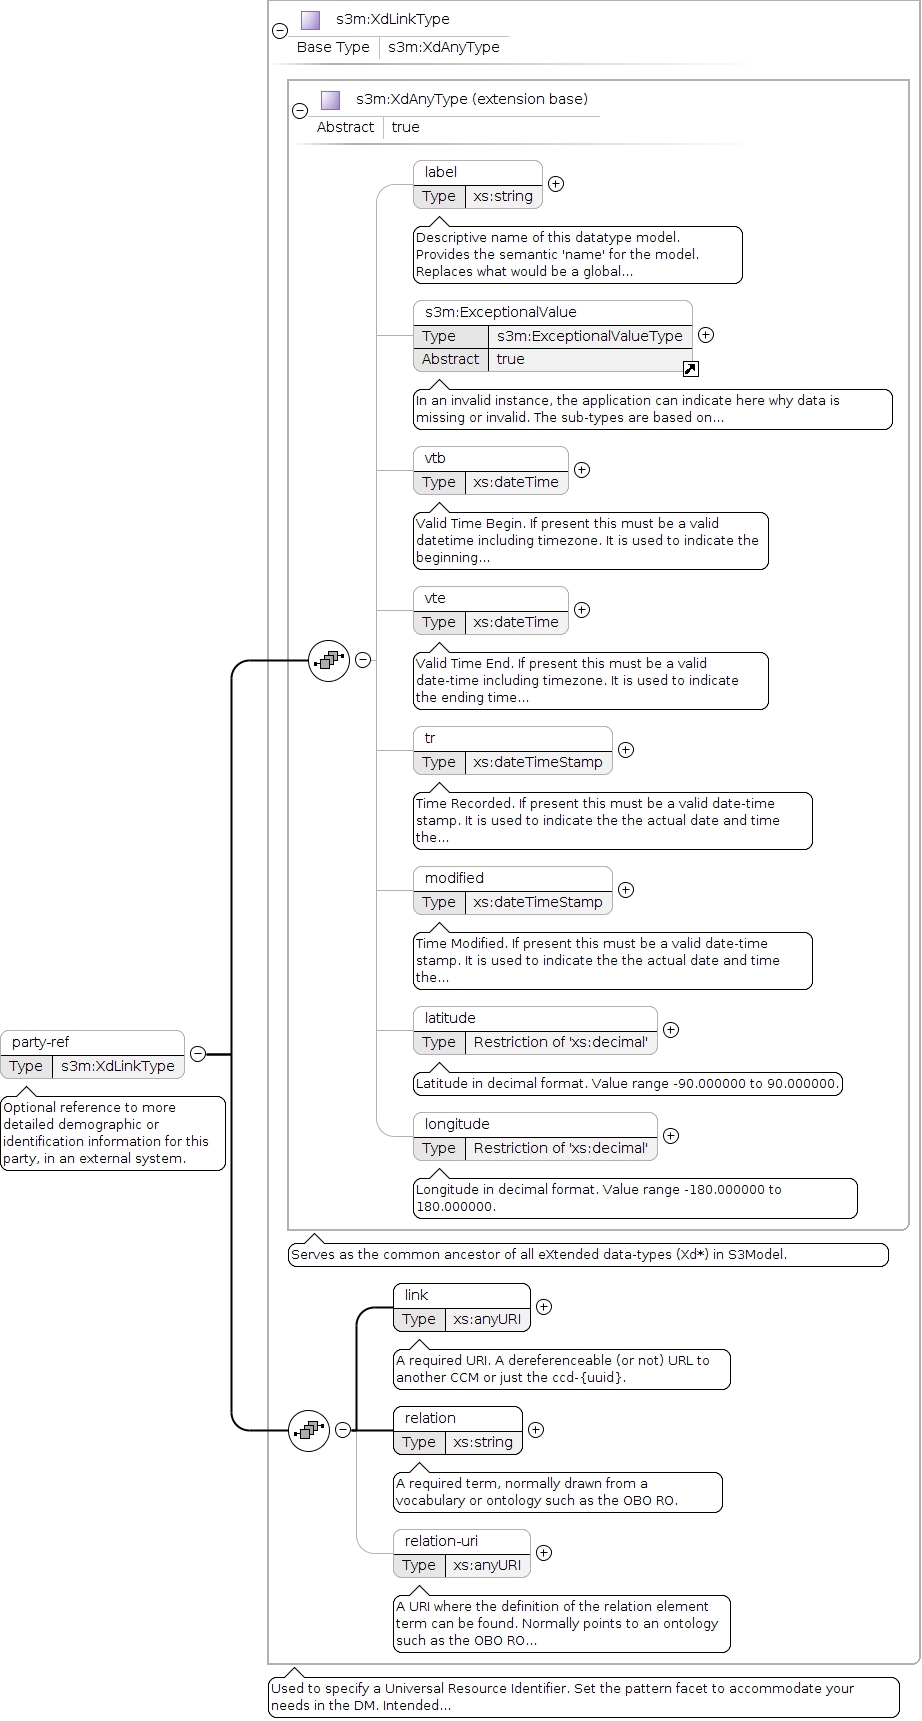 s3m:XdLinkType
Base Type s3m:XdAnyType
s3m:XdAnyType (extension base)
Abstract true
label
Type xs:string
Descriptive name of this datatype model.
Provides the semantic 'name' for the model.
Replaces what would be a global...
s3m:ExceptionalValue
Type s3m:ExceptionalValueType
Abstract true
In an invalid instance, the application can indicate here why data is
missing or invalid. The sub-types are based on...
vtb
Type xs:dateTime
Valid Time Begin. If present this must be a valid
datetime including timezone. It is used to indicate the
beginning...
vte
Type xs:dateTime
Valid Time End. If present this must be a valid
date-time including timezone. It is used to indicate
the ending time...
tr
Type xs:dateTimeStamp
Time Recorded. If present this must be a valid date-time
stamp. It is used to indicate the the actual date and time
the...
modified
Type xs:dateTimeStamp
Time Modified. If present this must be a valid date-time
stamp. It is used to indicate the the actual date and time
the...
latitude
Type Restriction of 'xs:decimal'
Latitude in decimal format. Value range -90.000000 to 90.000000.
longitude
Type Restriction of 'xs:decimal'
Longitude in decimal format. Value range -180.000000 to
180.000000.
party-ref
Type s3m:XdLinkType
Optional reference to more
detailed demographic or
identification information for this
party, in an external system.
Serves as the common ancestor of all eXtended data-types (Xd*) in S3Model.
link
Type xs:anyURI
A required URI. A dereferenceable (or not) URL to
another CCM or just the ccd-{uuid}.
relation
Type xs:string
A required term, normally drawn from a
vocabulary or ontology such as the OBO RO.
relation-uri
Type xs:anyURI
A URI where the definition of the relation element
term can be found. Normally points to an ontology
such as the OBO RO...
Used to specify a Universal Resource Identifier. Set the pattern facet to accommodate your
needs in the DM. Intended...